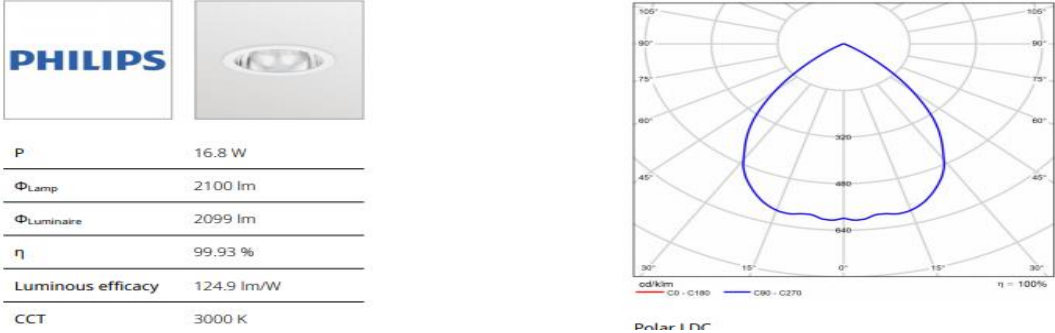 PHILIPS
P 16.8 W
ΦLamp 2100 lm
ΦLuminaire 2099 lm
η 99.93 %
Luminous efficacy 124.9 lm/W
CCT 3000 K
105° 105°
90° 90°
75° 75°
60° 60°
320
45° 45°
480
640
30° 15° 0° 15° 30°
cd/klm η = 100%
C0 - C180 C90 - C270
Polar LDC